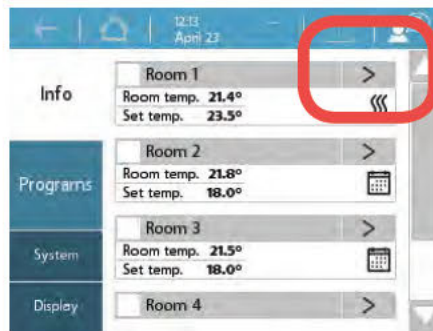 12:13
April 23
Info
Room 1 >
Room temp. 21.4°
Set temp. 23.5°
Programs
Room 2 >
Room temp. 21.8°
Set temp. 18.0°
System
Room 3 >
Room temp. 21.5°
Set temp. 18.0°
Display
Room 4 >